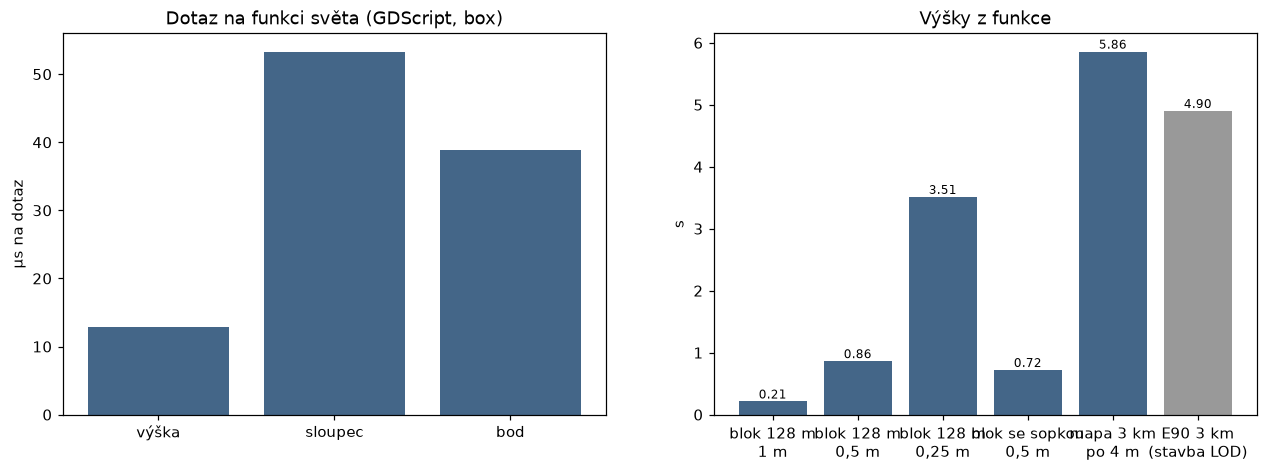 Dotaz na funkci světa (GDScript, box)
µs na dotaz
50
40
30
20
10
0
výška
sloupec
bod
Výšky z funkce
s
6
5
4
3
2
1
0
0.21
0.86
3.51
0.72
5.86
4.90
blok 128 m
1 m
blok 128 m
0,5 m
blok 128 m
0,25 m
blok se sopkou
0,5 m
mapa 3 km
po 4 m
E90 3 km
(stavba LOD)